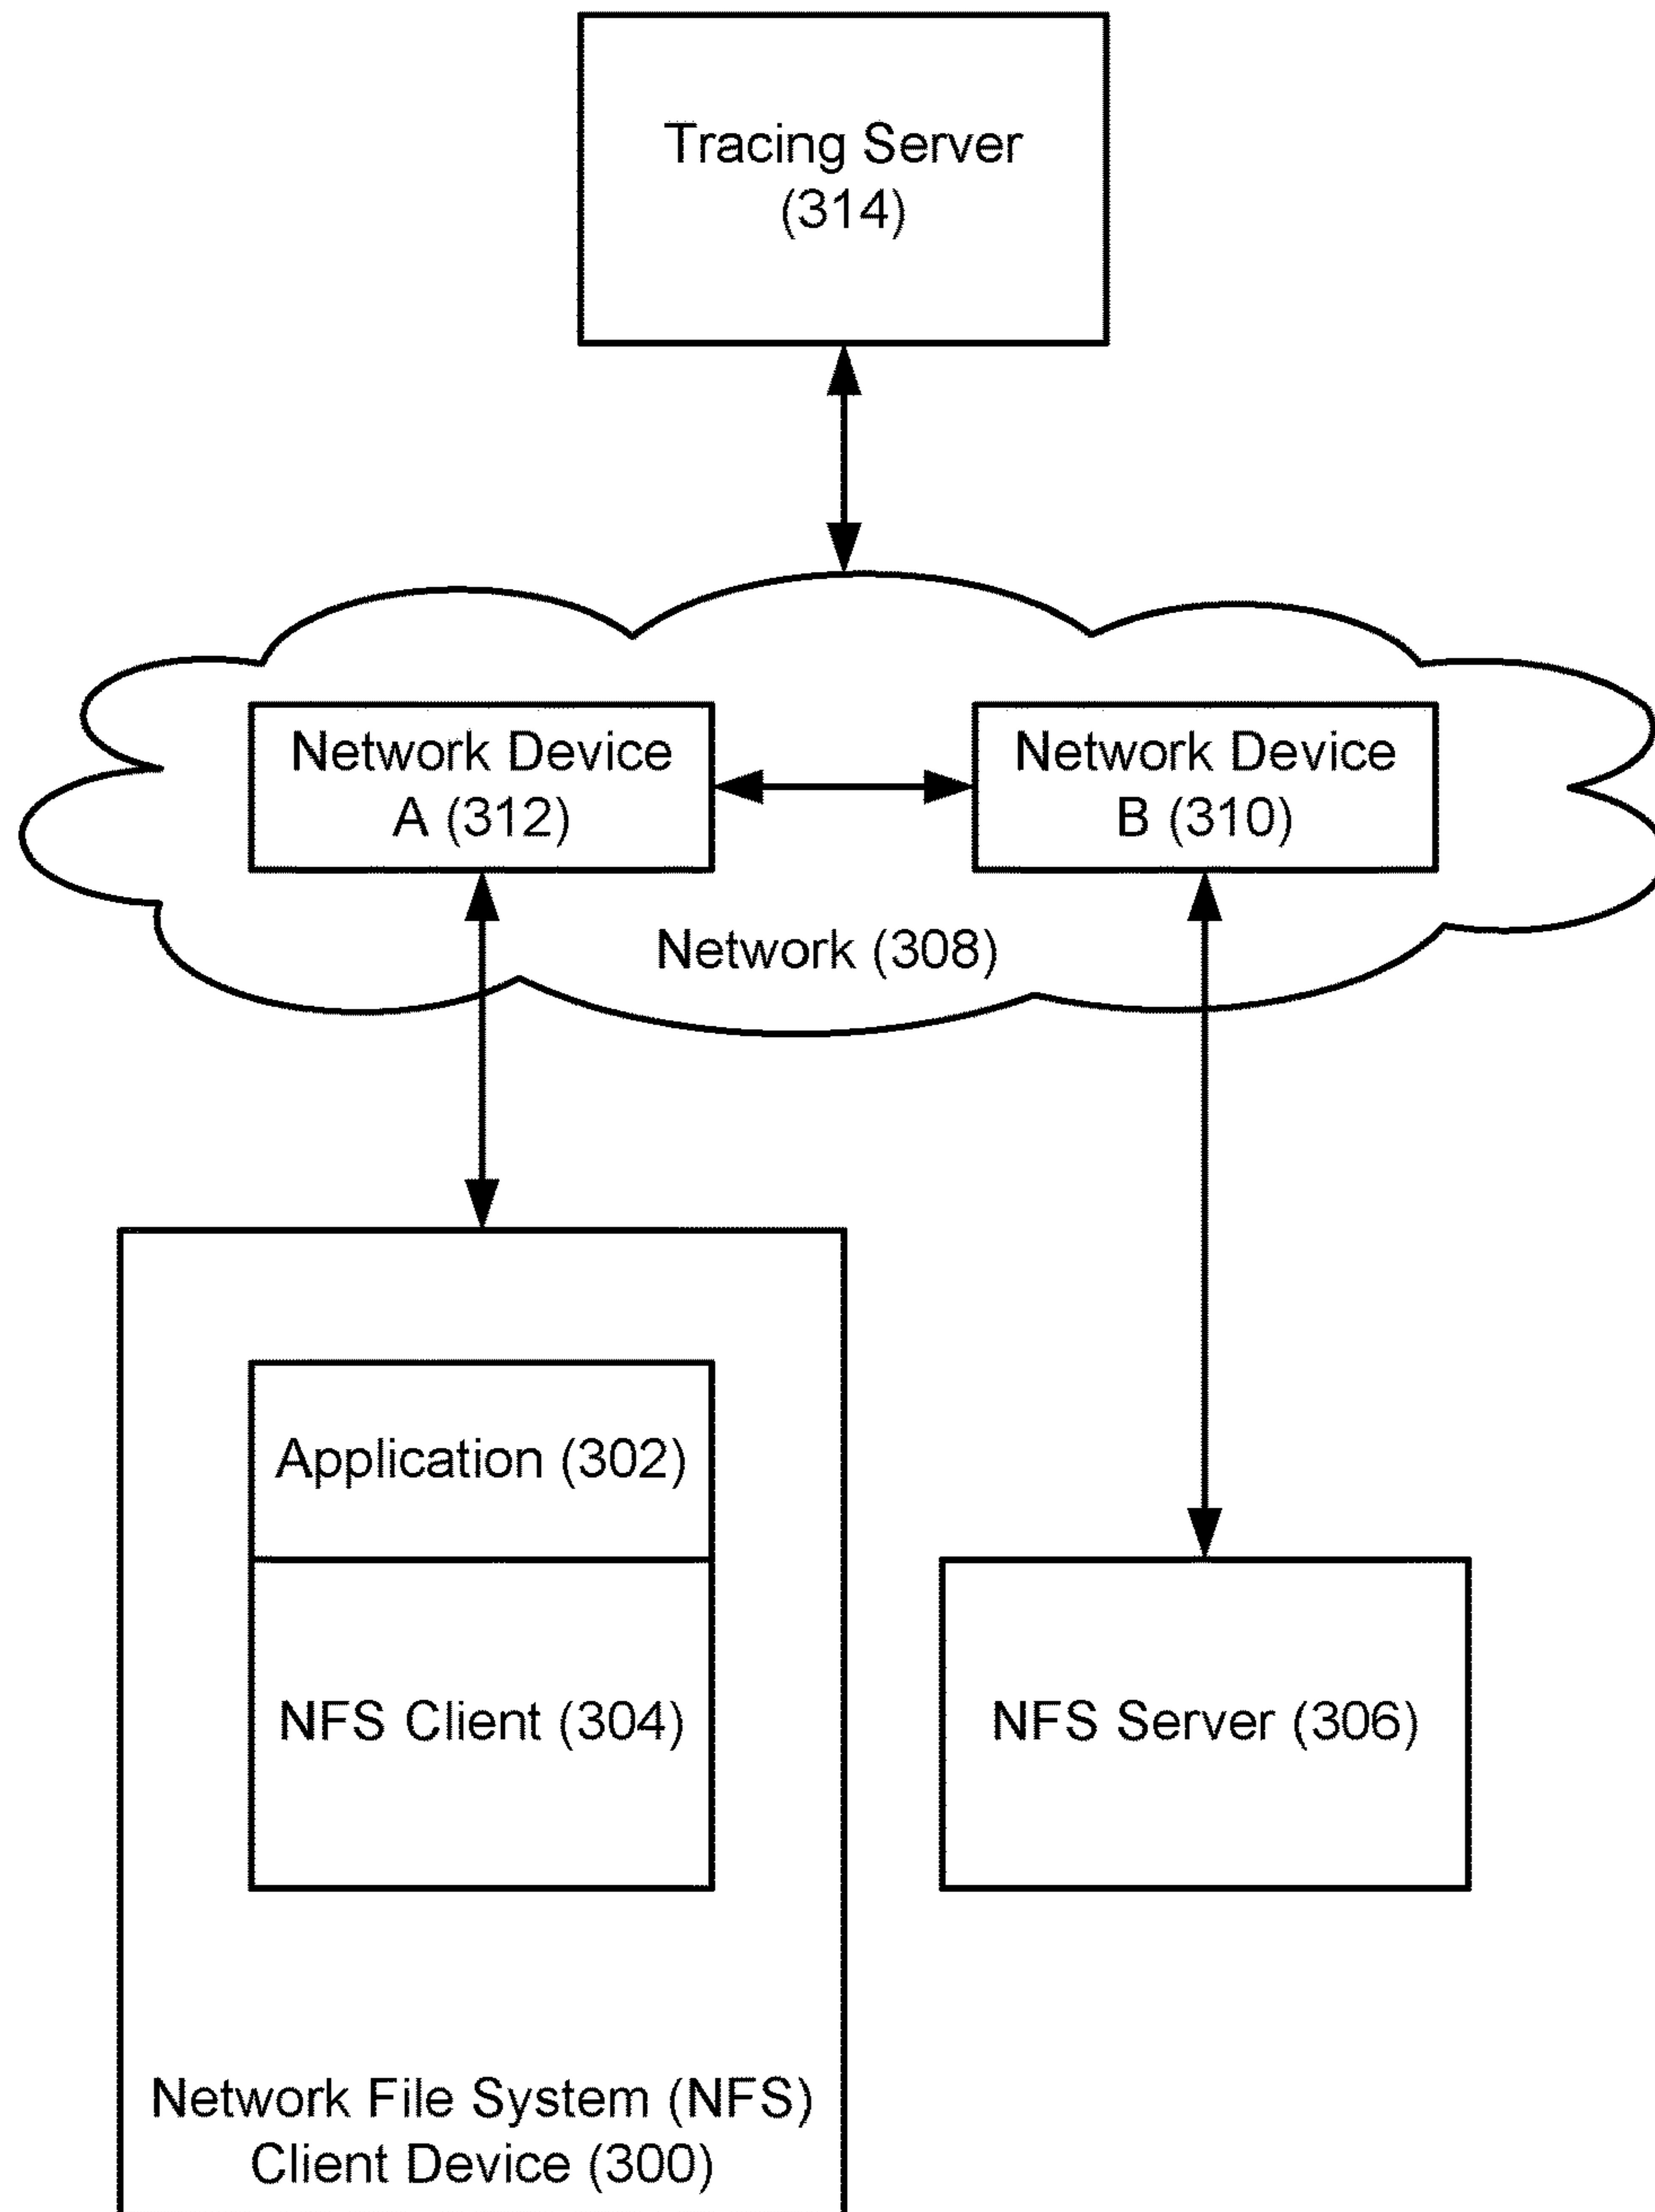 Tracing Server
(314)
Network Device
A (312)
Network Device
B (310)
Network (308)
Application (302)
NFS Client (304)
NFS Server (306)
Network File System (NFS)
Client Device (300)